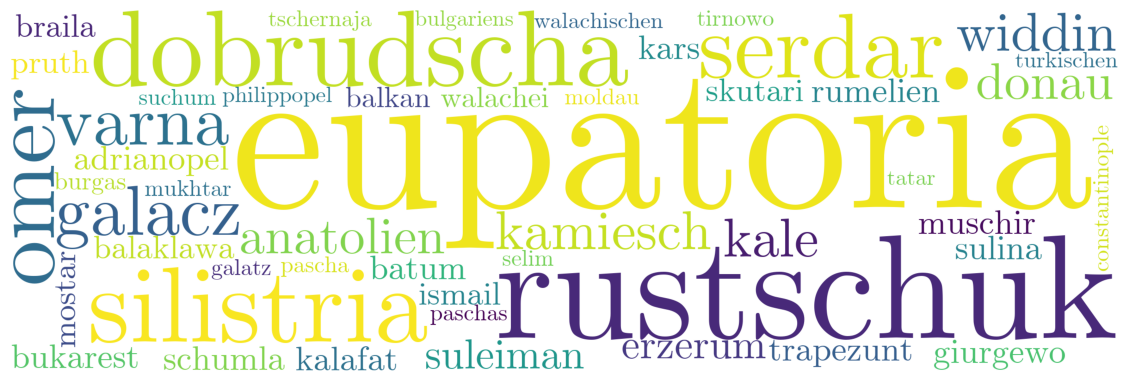 tschernaja bulgariens walachischen tirnowo
braila dobrudscha kars serdar widdin
pruth turkischen
suchum philippopel balkan walachei moldau skutari rumelien donau
omer varna eupatoria
adrianopel constantinople
burgas mukhtar tatar
galacz anatolien kamiesch kale muschir
balaklawa sulina
mostar galatz pascha batum selim
silistria ismail rustschuk
paschas
bukarest schumla kalafat suleiman erzerum trapezunt giurgewo